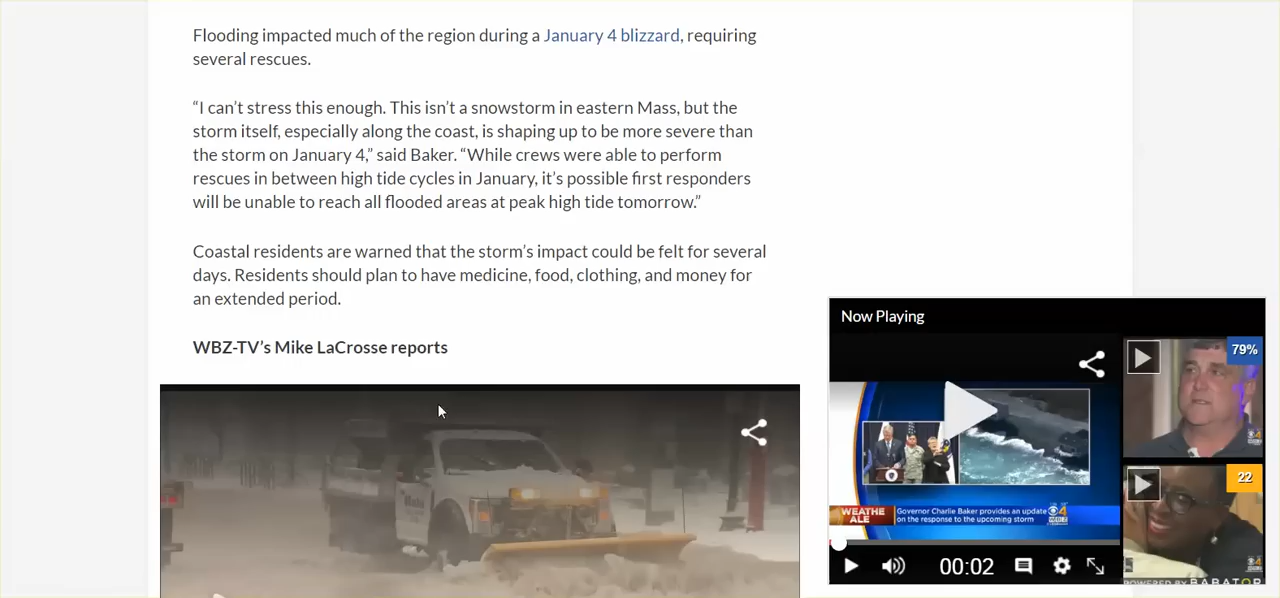 Flooding impacted much of the region during a January 4 blizzard, requiring
several rescues.
“I can’t stress this enough. This isn’t a snowstorm in eastern Mass, but the
storm itself, especially along the coast, is shaping up to be more severe than
the storm on January 4,” said Baker. “While crews were able to perform
rescues in between high tide cycles in January, it’s possible first responders
will be unable to reach all flooded areas at peak high tide tomorrow.”
Coastal residents are warned that the storm’s impact could be felt for several
days. Residents should plan to have medicine, food, clothing, and money for
an extended period.
WBZ-TV’s Mike LaCrosse reports
Now Playing
79%
22
WEATHE
ALE
Governor Charlie Baker provides an update
on the response to the upcoming storm
00:02
POWERED BY BABATOR